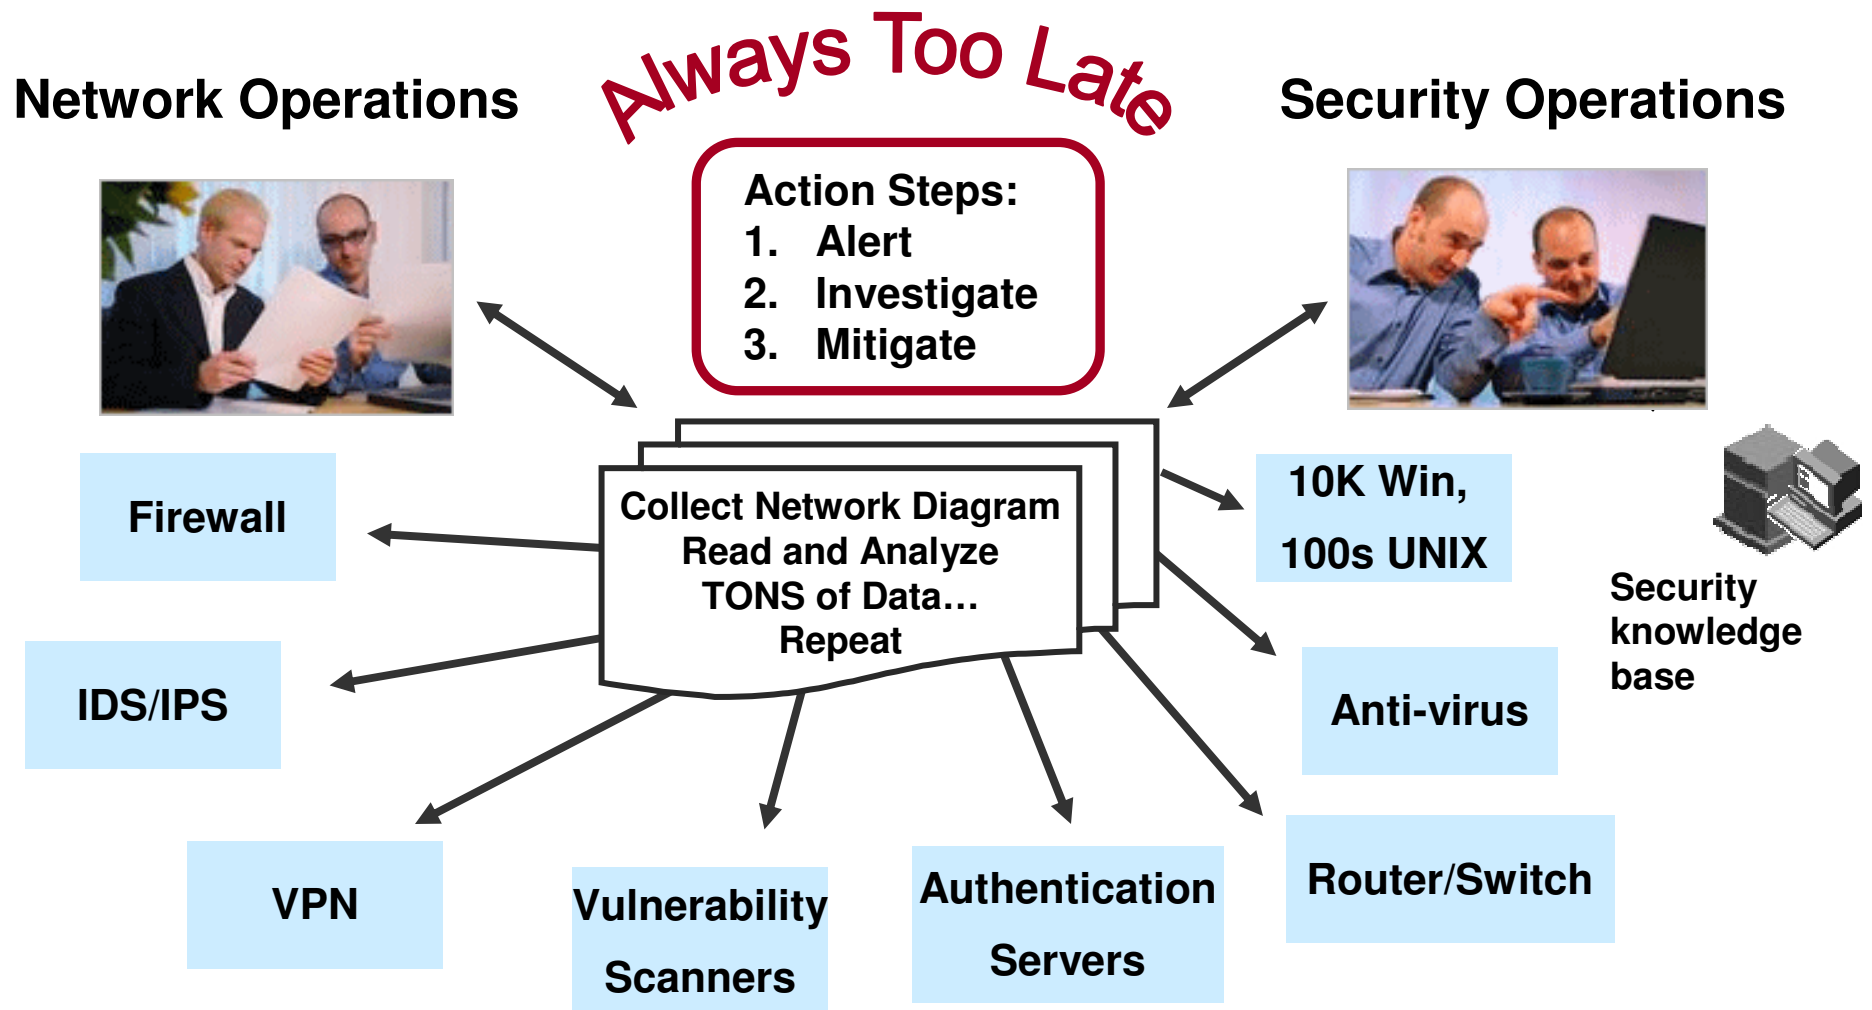 Always Too Late
Network Operations
Security Operations
Action Steps:
1. Alert
2. Investigate
3. Mitigate
Collect Network Diagram
Read and Analyze
TONS of Data…
Repeat
Firewall
IDS/IPS
VPN
Vulnerability
Scanners
Authentication
Servers
Router/Switch
Anti-virus
10K Win,
100s UNIX
Security
knowledge
base